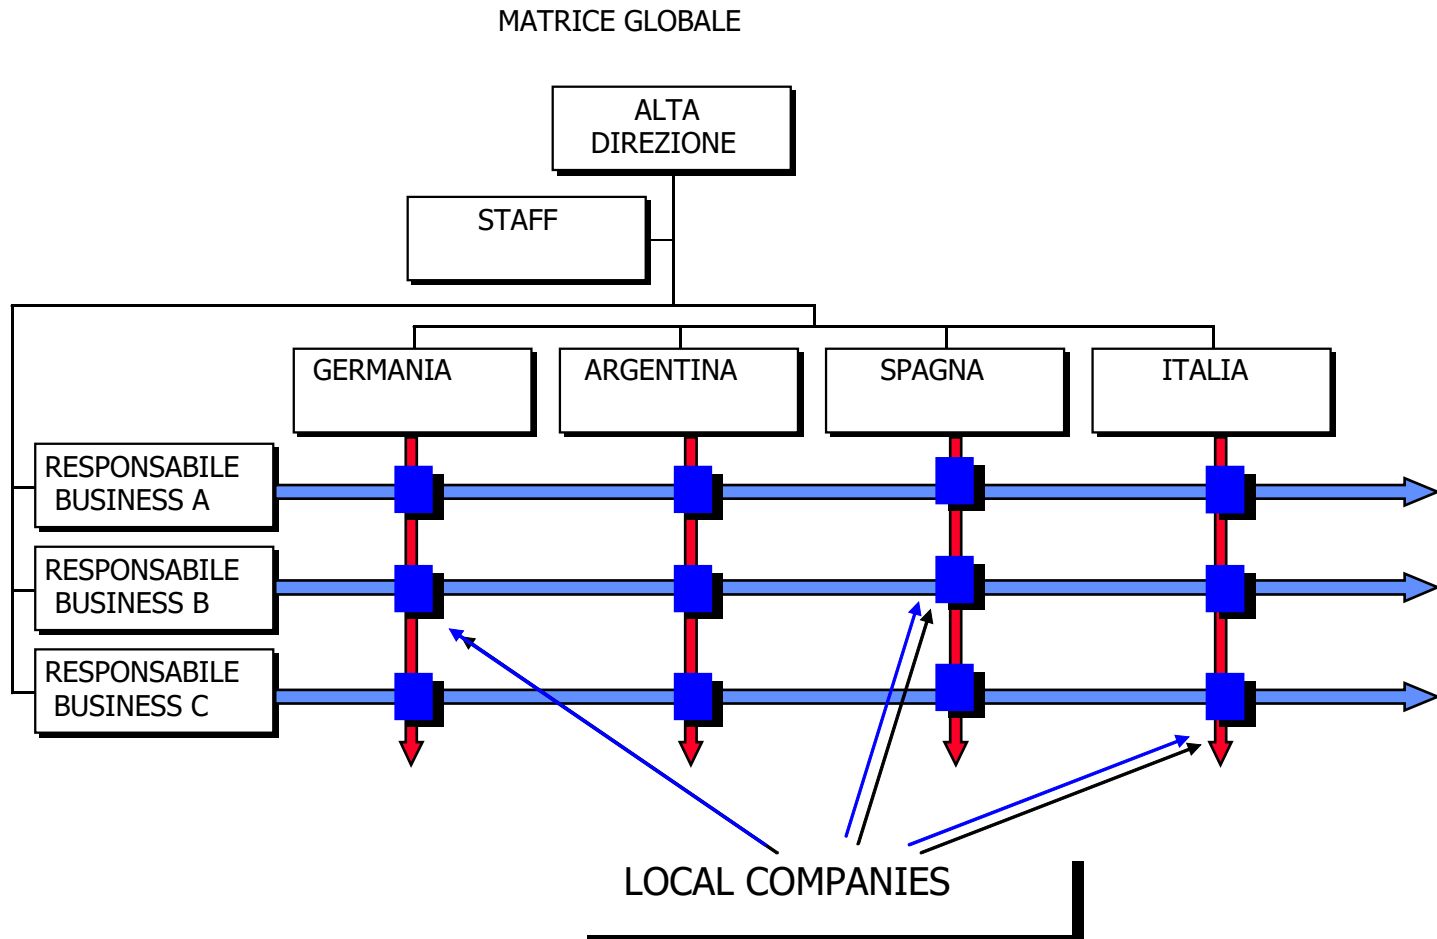 MATRICE GLOBALE
ALTA
DIREZIONE
STAFF
GERMANIA
ARGENTINA
SPAGNA
ITALIA
RESPONSABILE
BUSINESS A
RESPONSABILE
BUSINESS B
RESPONSABILE
BUSINESS C
LOCAL COMPANIES